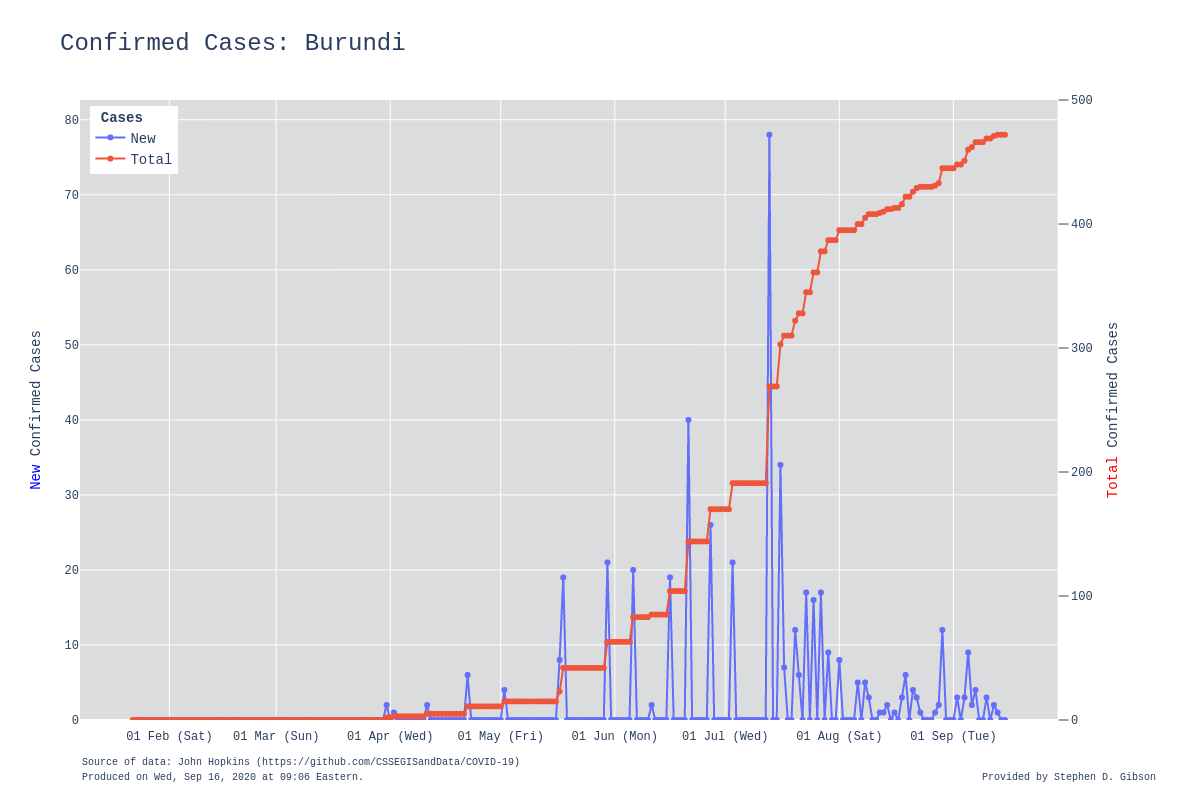 Confirmed Cases: Burundi
Cases
New
Total
80
70
60
50
40
30
20
10
0
500
400
300
200
100
0
New Confirmed Cases
Total Confirmed Cases
01 Feb (Sat) 01 Mar (Sun) 01 Apr (Wed) 01 May (Fri) 01 Jun (Mon) 01 Jul (Wed) 01 Aug (Sat) 01 Sep (Tue)
Source of data: John Hopkins (https://github.com/CSSEGISandData/COVID-19)
Produced on Wed, Sep 16, 2020 at 09:06 Eastern.
Provided by Stephen D. Gibson